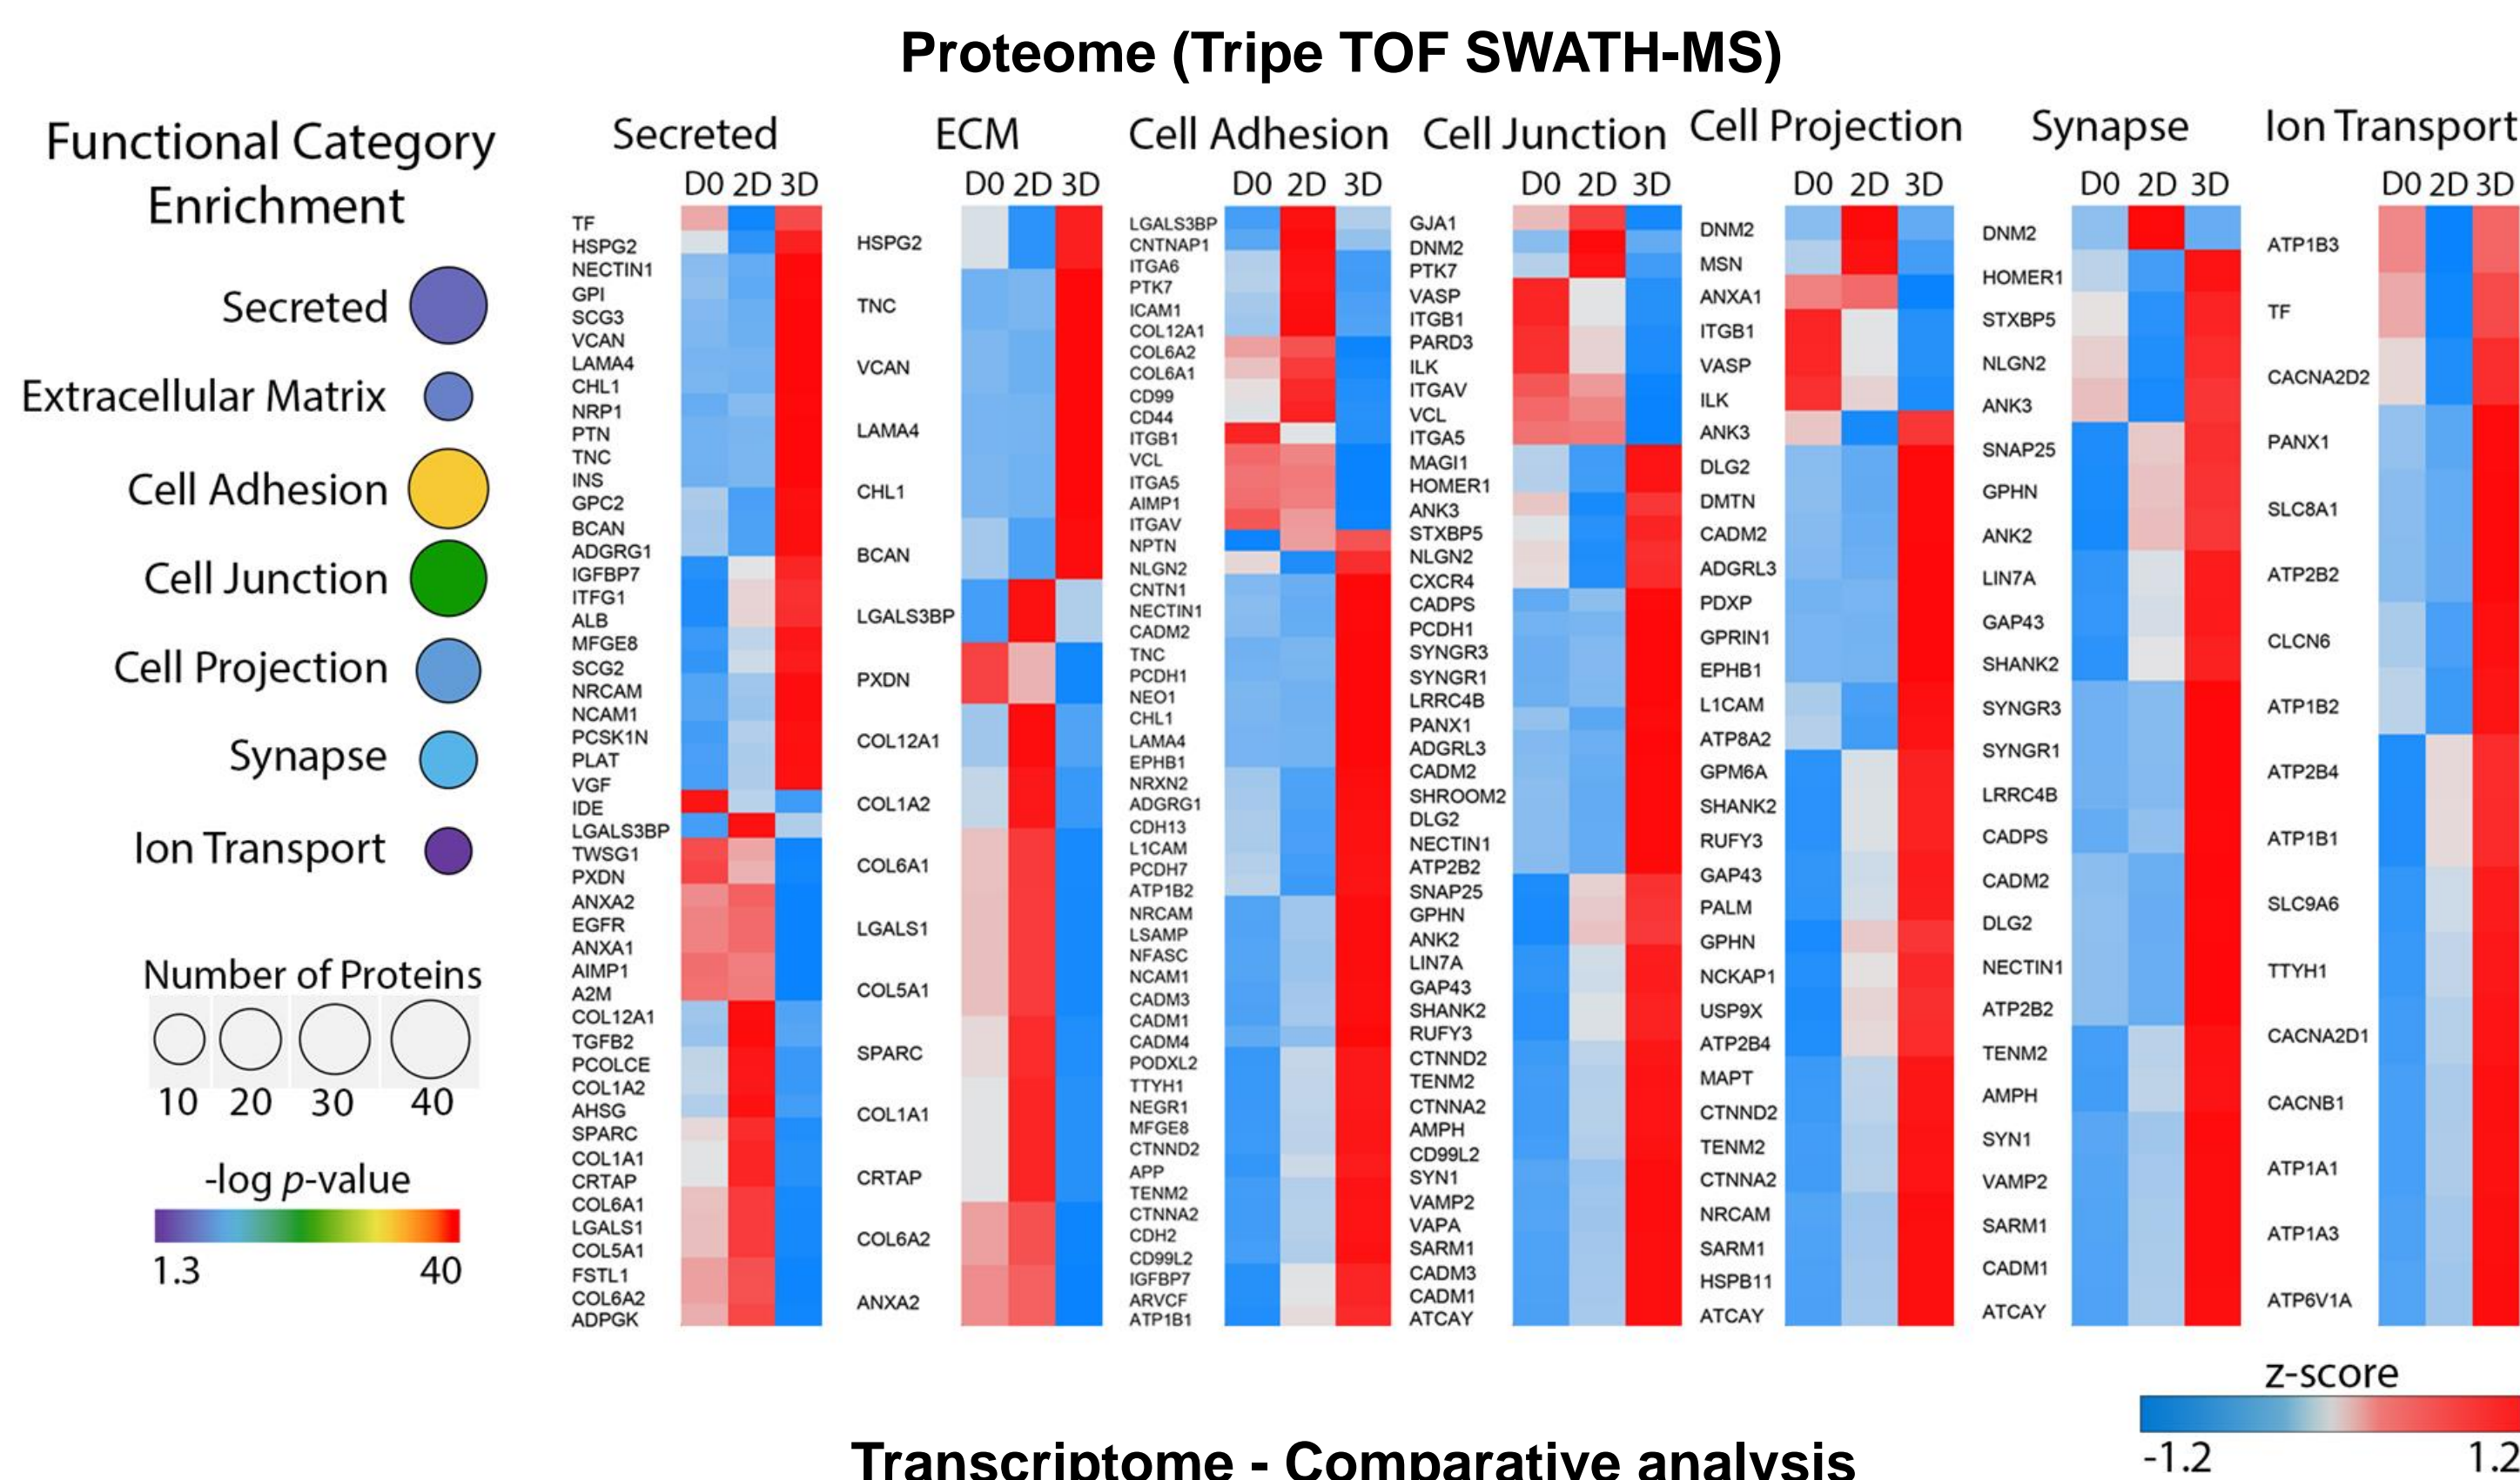 Proteome (Tripe TOF SWATH-MS)
Functional Category
Enrichment
Secreted
Extracellular Matrix
Cell Adhesion
Cell Junction
Cell Projection
Synapse
Ion Transport
Number of Proteins
10 20 30 40
-log p-value
1.3 40
Secreted
D0 2D 3D
TF
HSPG2
NECTIN1
GPI
SCG3
VCAN
LAMA4
CHL1
NRP1
PTN
TNC
INS
GPC2
BCAN
ADGRG1
IGFBP7
ITFG1
ALB
MFGE8
SCG2
NRCAM
NCAM1
PCSK1N
PLAT
VGF
IDE
LGALS3BP
TWSG1
PXDN
ANXA2
EGFR
ANXA1
AIMP1
A2M
COL12A1
TGFB2
PCOLCE
COL1A2
AHSG
SPARC
COL1A1
CRTAP
COL6A1
LGALS1
COL5A1
FSTL1
COL6A2
ADPGK
ECM
D0 2D 3D
HSPG2
TNC
VCAN
LAMA4
CHL1
BCAN
LGALS3BP
PXDN
COL12A1
COL1A2
COL6A1
LGALS1
COL5A1
SPARC
COL1A1
CRTAP
COL6A2
ANXA2
Cell Adhesion
D0 2D 3D
LGALS3BP
CNTNAP1
ITGA6
PTK7
ICAM1
COL12A1
COL6A2
COL6A1
CD99
CD44
ITGB1
VCL
ITGA5
AIMP1
ITGAV
NPTN
NLGN2
CNTN1
NECTIN1
CADM2
TNC
PCDH1
NEO1
CHL1
LAMA4
EPHB1
NRXN2
ADGRG1
CDH13
L1CAM
PCDH7
ATP1B2
NRCAM
LSAMP
NFASC
NCAM1
CADM3
CADM1
CADM4
PODXL2
TTYH1
NEGR1
MFGE8
CTNND2
APP
TENM2
CTNNA2
CDH2
CD99L2
IGFBP7
ARVCF
ATP1B1
Cell Junction
D0 2D 3D
GJA1
DNM2
PTK7
VASP
ITGB1
PARD3
ILK
ITGAV
VCL
ITGA5
MAGI1
HOMER1
ANK3
STXBP5
NLGN2
CXCR4
CADPS
PCDH1
SYNGR3
SYNGR1
LRRC4B
PANX1
ADGRL3
CADM2
SHROOM2
DLG2
NECTIN1
ATP2B2
SNAP25
GPHN
ANK2
LIN7A
GAP43
SHANK2
RUFY3
CTNND2
TENM2
CTNNA2
AMPH
CD99L2
SYN1
VAMP2
VAPA
SARM1
CADM3
CADM1
ATCAY
Cell Projection
D0 2D 3D
DNM2
MSN
ANXA1
ITGB1
VASP
ILK
ANK3
DLG2
DMTN
CADM2
ADGRL3
PDXP
GPRIN1
EPHB1
L1CAM
ATP8A2
GPM6A
SHANK2
RUFY3
GAP43
PALM
GPHN
NCKAP1
USP9X
ATP2B4
MAPT
CTNND2
TENM2
CTNNA2
NRCAM
SARM1
HSPB11
ATCAY
Synapse
D0 2D 3D
DNM2
HOMER1
STXBP5
NLGN2
ANK3
SNAP25
GPHN
ANK2
LIN7A
GAP43
SHANK2
SYNGR3
SYNGR1
LRRC4B
CADPS
CADM2
DLG2
NECTIN1
ATP2B2
TENM2
AMPH
SYN1
VAMP2
SARM1
CADM1
ATCAY
Ion Transport
D0 2D 3D
ATP1B3
TF
CACNA2D2
PANX1
SLC8A1
ATP2B2
CLCN6
ATP1B2
ATP2B4
ATP1B1
SLC9A6
TTYH1
CACNA2D1
CACNB1
ATP1A1
ATP1A3
ATP6V1A
z-score
-1.2 1.2
Transcriptome - Comparative analysis